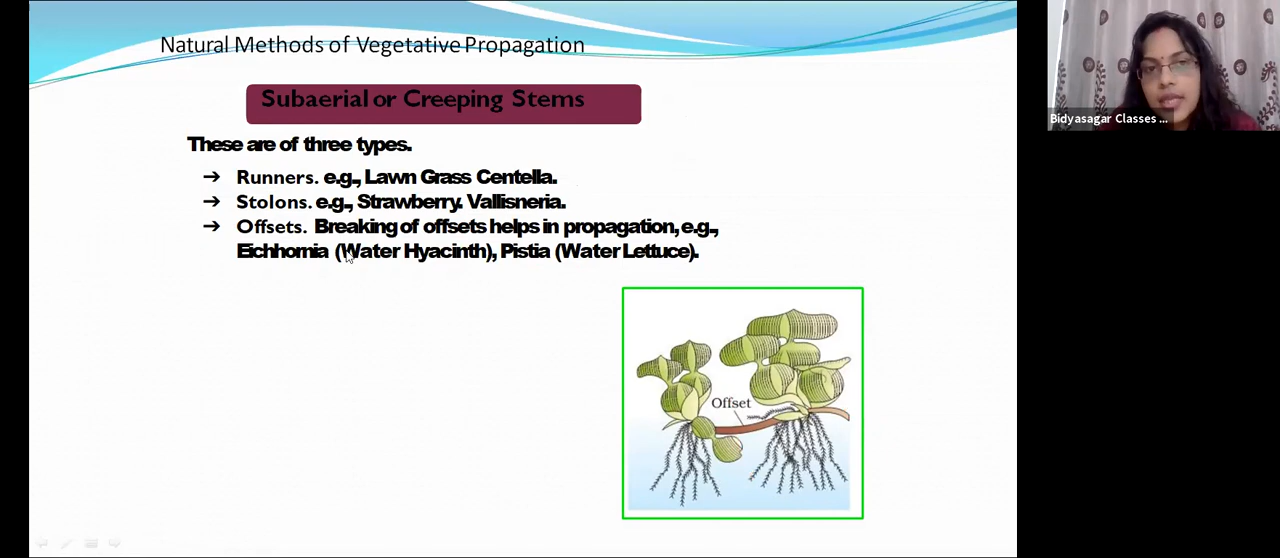 Natural Methods of Vegetative Propagation
Subaerial or Creeping Stems
These are of three types.
➔ Runners. e.g., Lawn Grass Centella.
➔ Stolons. e.g., Strawberry. Vallisneria.
➔ Offsets. Breaking of offsets helps in propagation, e.g.,
Eichhornia (Water Hyacinth), Pistia (Water Lettuce).
Offset
Bidyasagar Classes ...